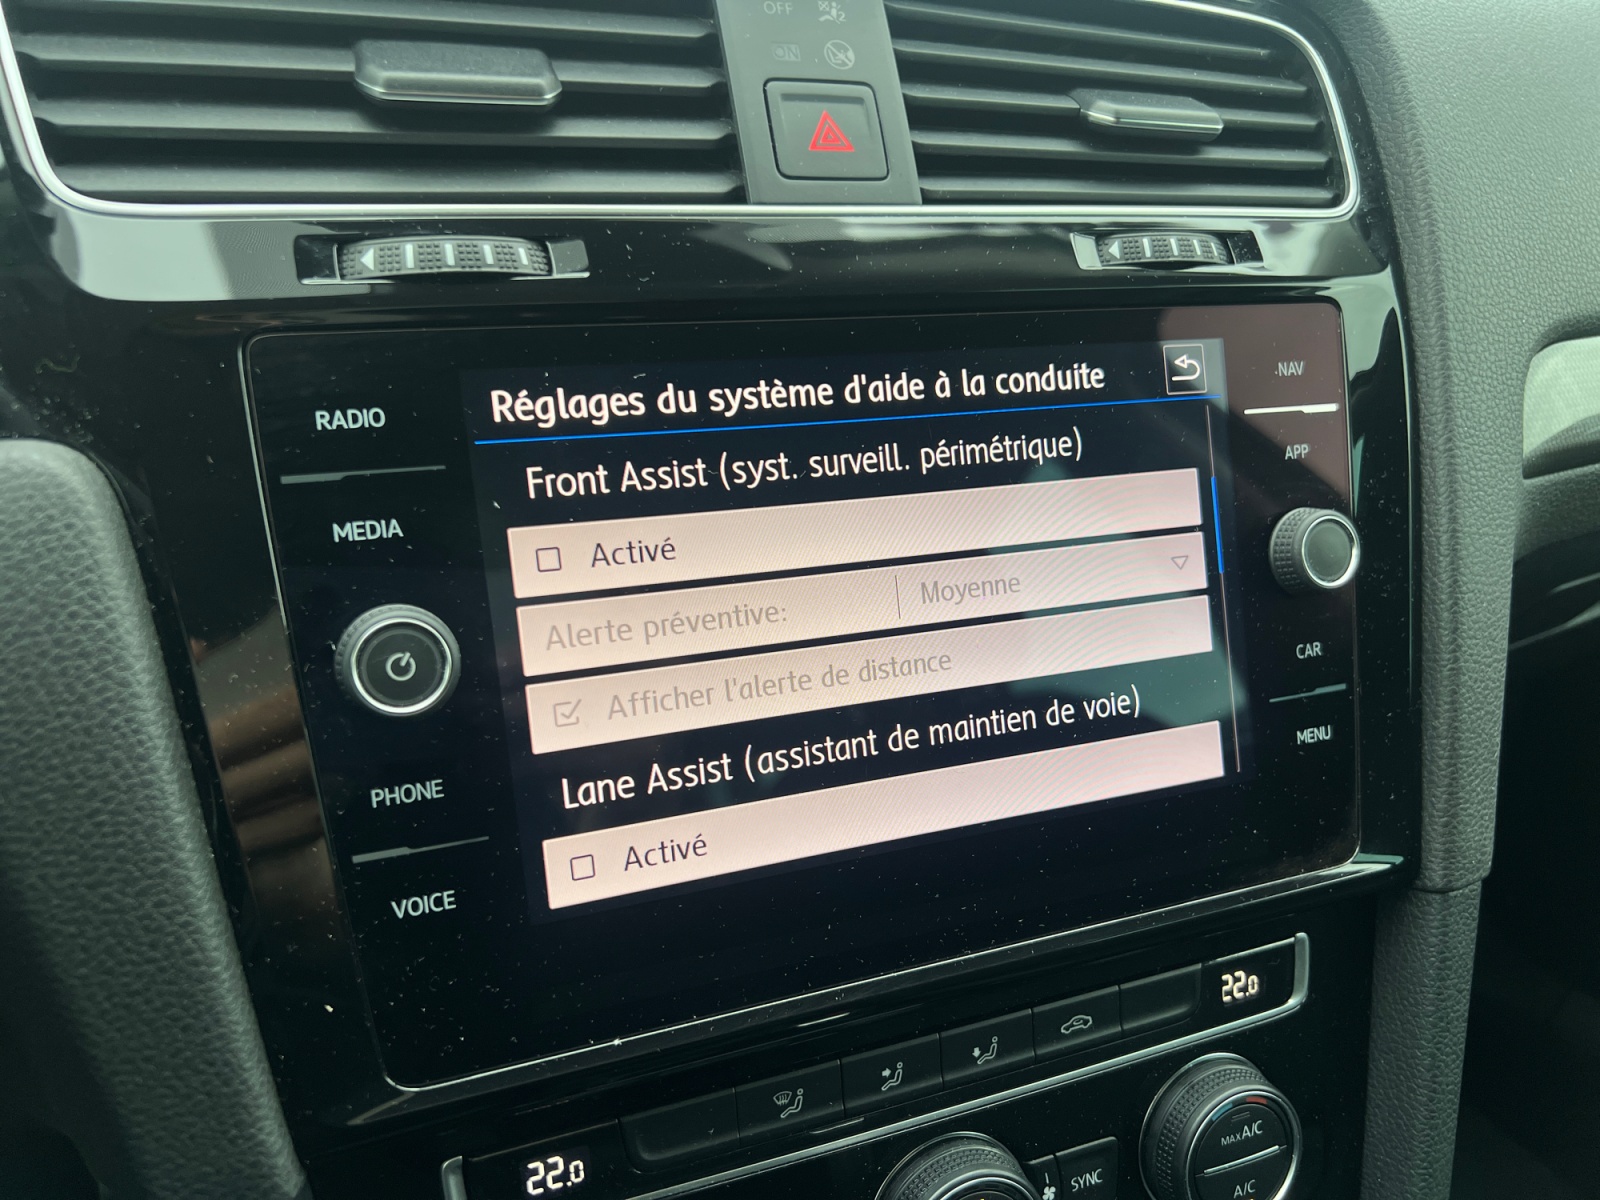 OFF
ON
RADIO
MEDIA
PHONE
VOICE
Réglages du système d'aide à la conduite
Front Assist (syst. surveill. périmétrique)
Activé
Alerte préventive: Moyenne
Afficher l'alerte de distance
Lane Assist (assistant de maintien de voie)
Activé
NAV
APP
CAR
MENU
22.0
22.0
SYNC
MAX A/C
A/C